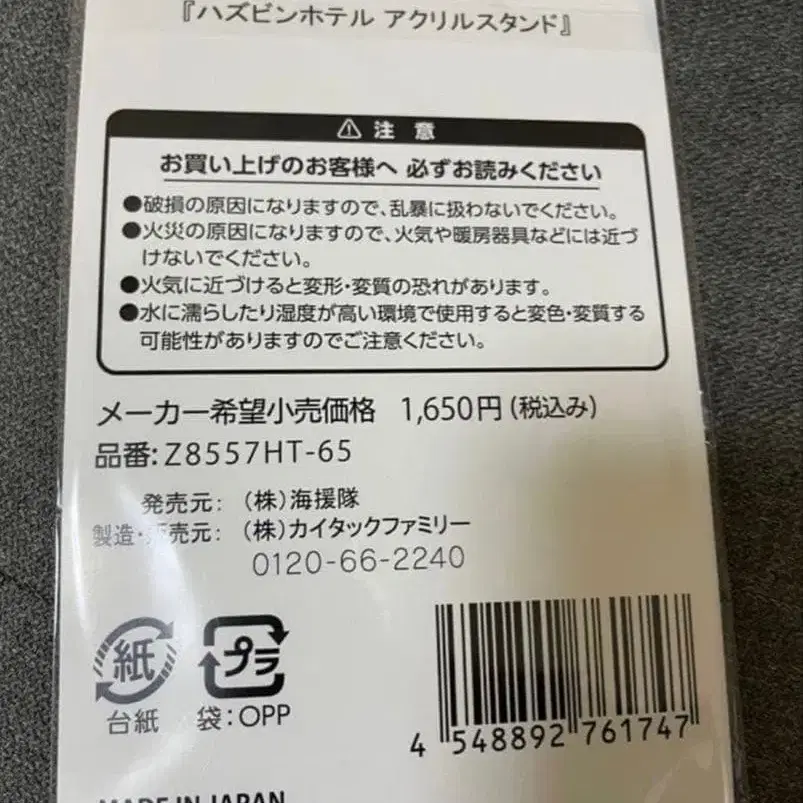 『ハズビンホテル アクリルスタンド』
注 意
お買い上げのお客様へ 必ずお読みください
●破損の原因になりますので、乱暴に扱わないでください。
●火災の原因になりますので、火気や暖房器具などには近づ
けないでください。
●火気に近づけると変形・変質の恐れがあります。
●水に濡らしたり湿度が高い環境で使用すると変色・変質する
可能性がありますのでご注意ください。
メーカー希望小売価格 1,650円(税込み)
品番:Z8557HT-65
発売元: (株)海援隊
製造・販売元: (株)カイタックファミリー
0120-66-2240
紙
台紙
プラ
袋:OPP
4 548892 761747
MADE IN JAPAN